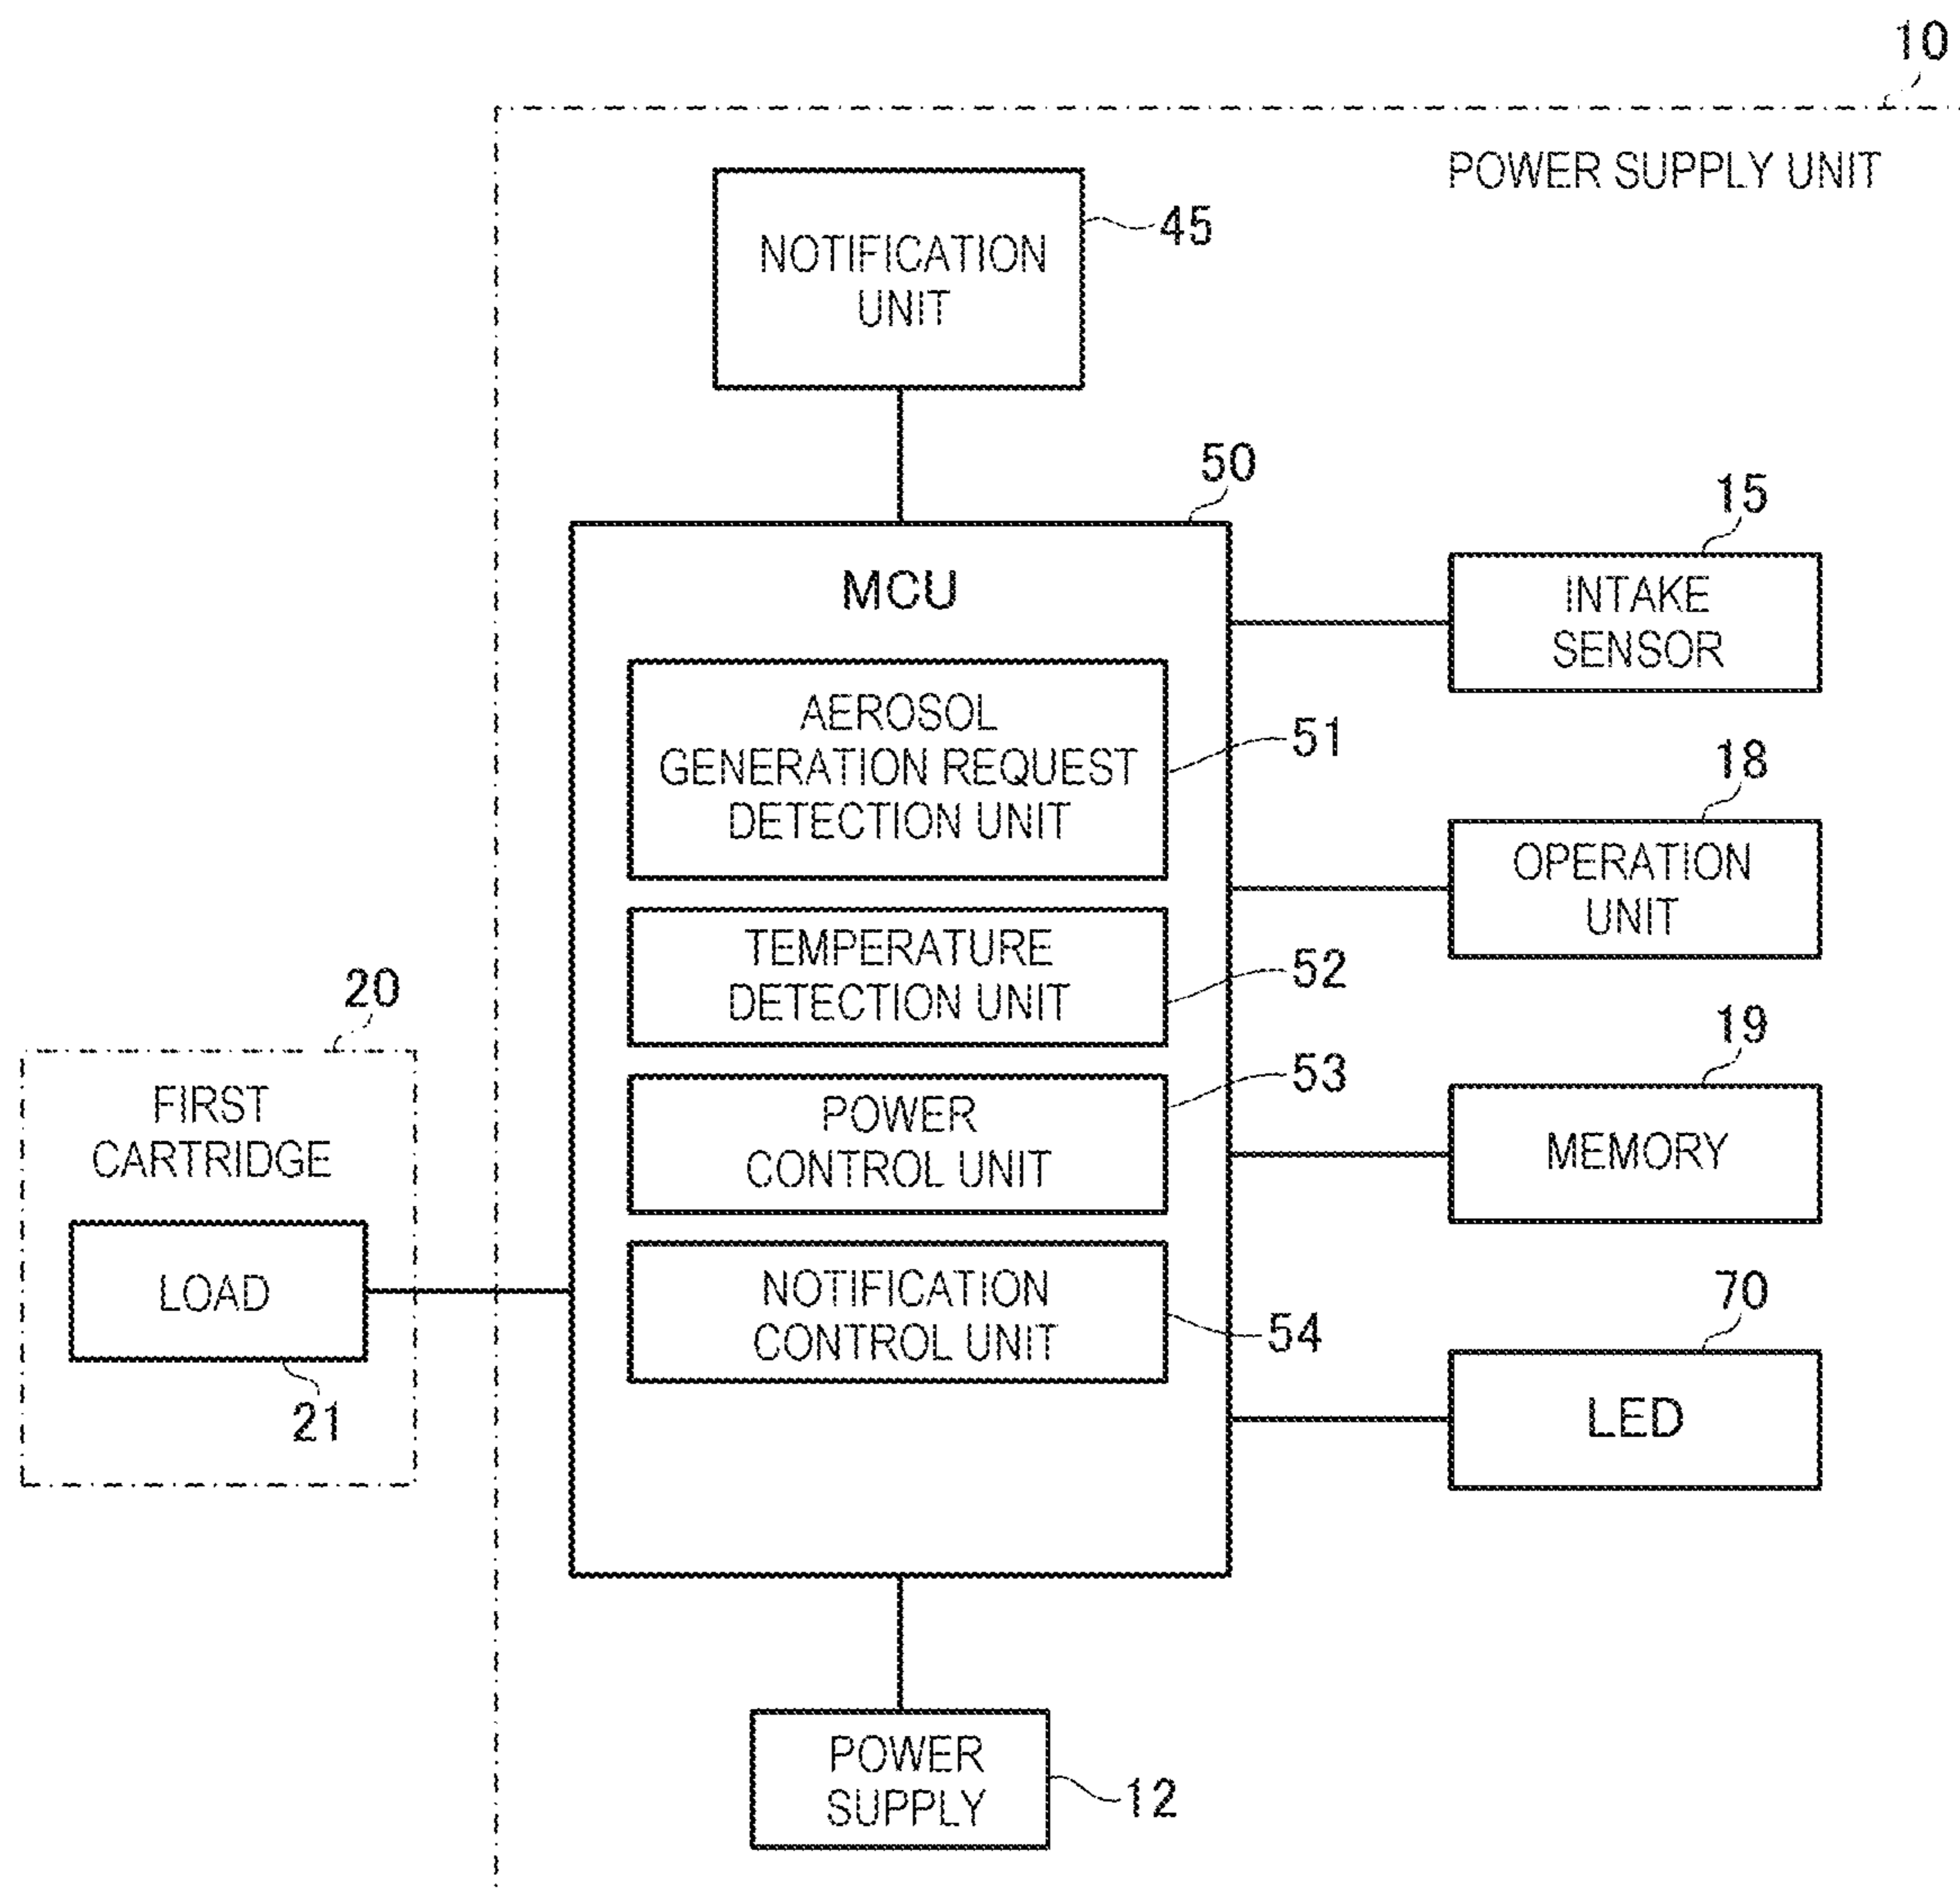 10
POWER SUPPLY UNIT
NOTIFICATION
UNIT
45
50
MCU
15
INTAKE
SENSOR
AEROSOL
GENERATION REQUEST
DETECTION UNIT
51
18
OPERATION
UNIT
TEMPERATURE
DETECTION UNIT
52
20
FIRST
CARTRIDGE
19
MEMORY
POWER
CONTROL UNIT
53
LOAD
21
NOTIFICATION
CONTROL UNIT
54
70
LED
POWER
SUPPLY
12